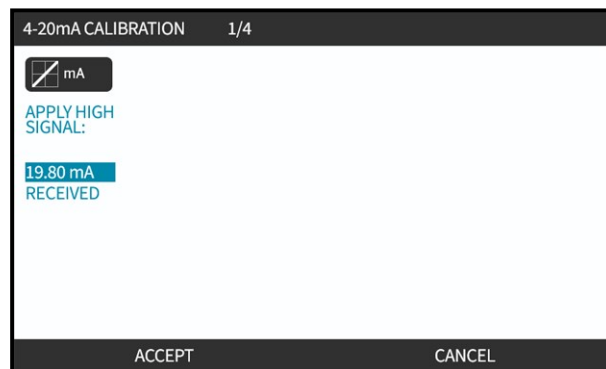 4-20mA CALIBRATION 1/4
mA
APPLY HIGH
SIGNAL:
19.80 mA
RECEIVED
ACCEPT CANCEL